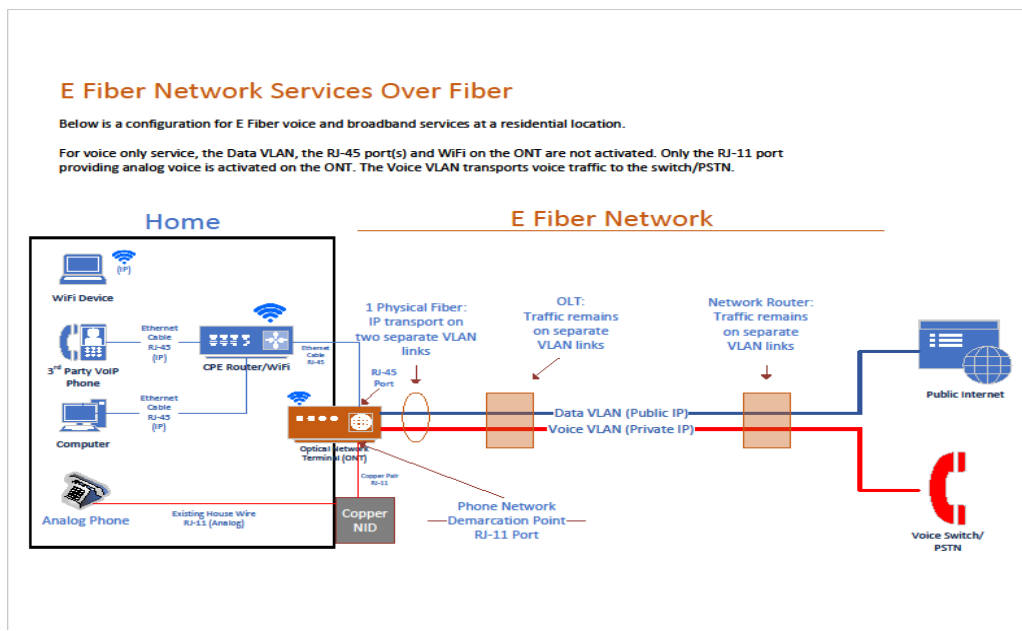 E Fiber Network Services Over Fiber
Below is a configuration for E Fiber voice and broadband services at a residential location.
For voice only service, the Data VLAN, the RJ-45 port(s) and WiFi on the ONT are not activated. Only the RJ-11 port
providing analog voice is activated on the ONT. The Voice VLAN transports voice traffic to the switch/PSTN.
Home
E Fiber Network
(IP)
WiFi Device
Ethernet
Cable
RJ-45
(IP)
3rd Party VoIP
Phone
CPE Router/WiFi
Ethernet
Cable
RJ-45
Ethernet
Cable
RJ-45
(IP)
Computer
RJ-45
Port
Optical Network
Terminal (ONT)
1 Physical Fiber:
IP transport on
two separate VLAN
links
OLT:
Traffic remains
on separate
VLAN links
Network Router:
Traffic remains
on separate
VLAN links
Data VLAN (Public IP)
Voice VLAN (Private IP)
Public Internet
Copper Pair
RJ-11
Analog Phone
Existing House Wire
RJ-11 (Analog)
Copper
NID
Phone Network
Demarcation Point
RJ-11 Port
Voice Switch/
PSTN